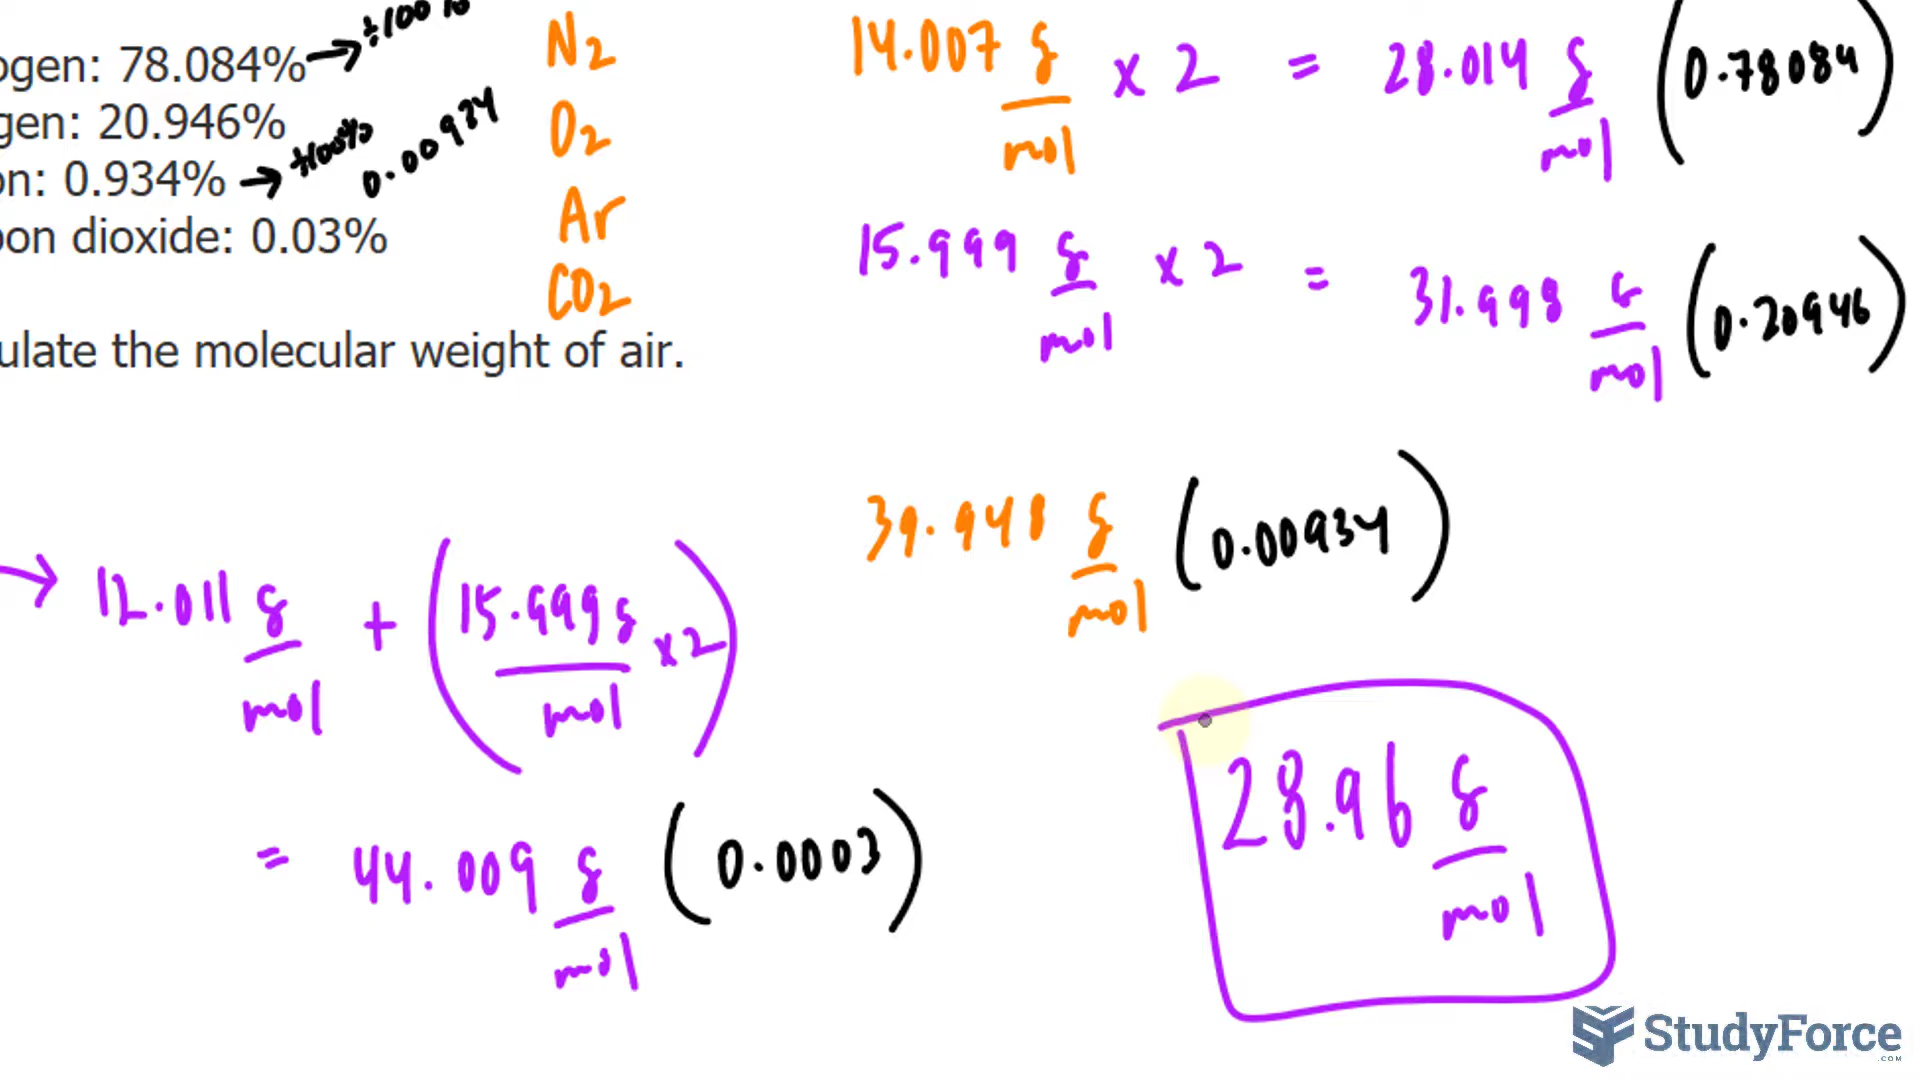 ogen: 78.084% → ÷100%
gen: 20.946%
on: 0.934% → ÷100% 0.00934
bon dioxide: 0.03%
ulate the molecular weight of air.
N2
O2
Ar
CO2
14.007 g/mol x 2 = 28.014 g/mol (0.78084)
15.999 g/mol x 2 = 31.998 g/mol (0.20946)
39.948 g/mol (0.00934)
→ 12.011 g/mol + (15.999 g/mol x 2)
= 44.009 g/mol (0.0003)
28.96 g/mol
StudyForce
.COM